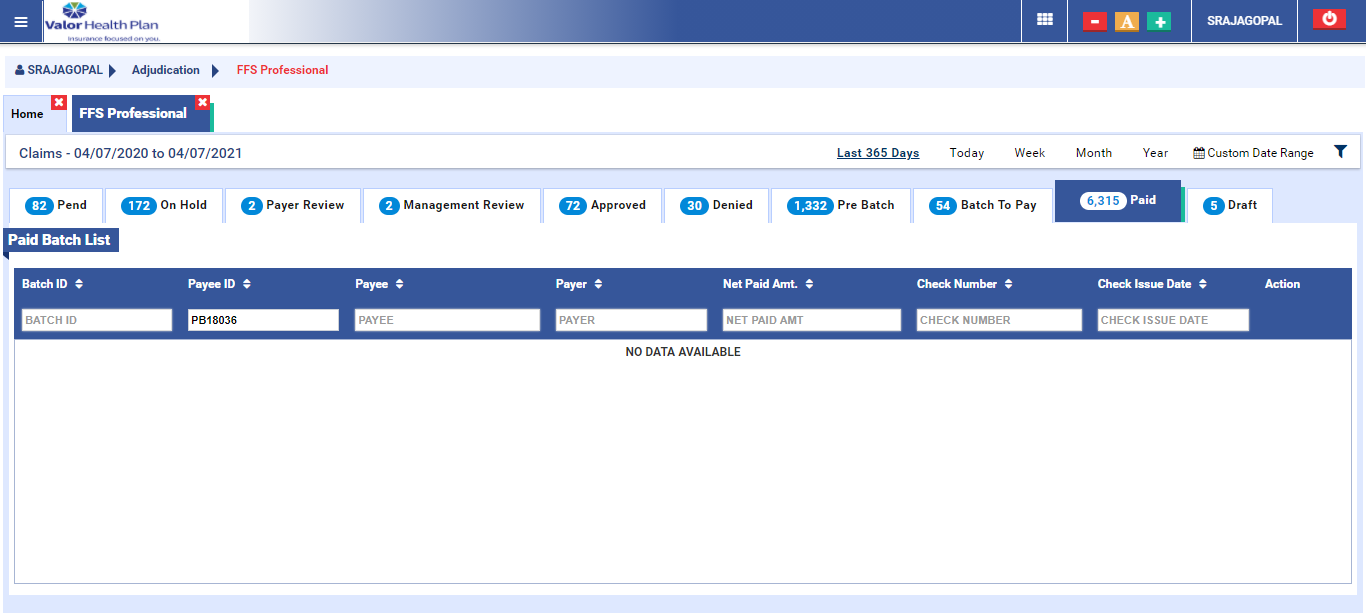 Valor Health Plan
Insurance focused on you.
A
SRAJAGOPAL
SRAJAGOPAL Adjudication FFS Professional
Home FFS Professional
Claims - 04/07/2020 to 04/07/2021 Last 365 Days Today Week Month Year Custom Date Range
82 Pend 172 On Hold 2 Payer Review 2 Management Review 72 Approved 30 Denied 1,332 Pre Batch 54 Batch To Pay 6,315 Paid 5 Draft
Paid Batch List
Batch ID Payee ID Payee Payer Net Paid Amt. Check Number Check Issue Date Action
BATCH ID PB18036 PAYEE PAYER NET PAID AMT CHECK NUMBER CHECK ISSUE DATE
NO DATA AVAILABLE